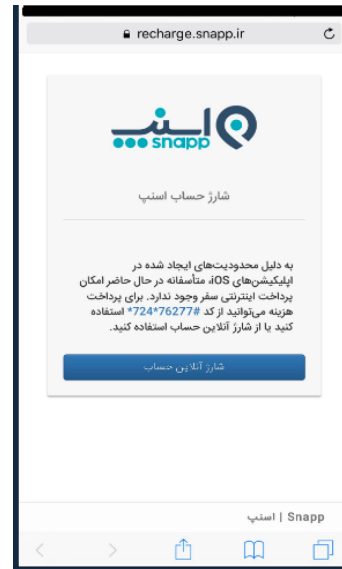 recharge.snapp.ir
اسنپ
snapp
شارژ حساب اسنپ
به دلیل محدودیت‌های ایجاد شده در
اپلیکیشن‌های iOS، متأسفانه در حال حاضر امکان
پرداخت اینترنتی سفر وجود ندارد. برای پرداخت
هزینه می‌توانید از کد #76277*724* استفاده
کنید یا از شارژ آنلاین حساب استفاده کنید.
شارژ آنلاین حساب
Snapp | اسنپ